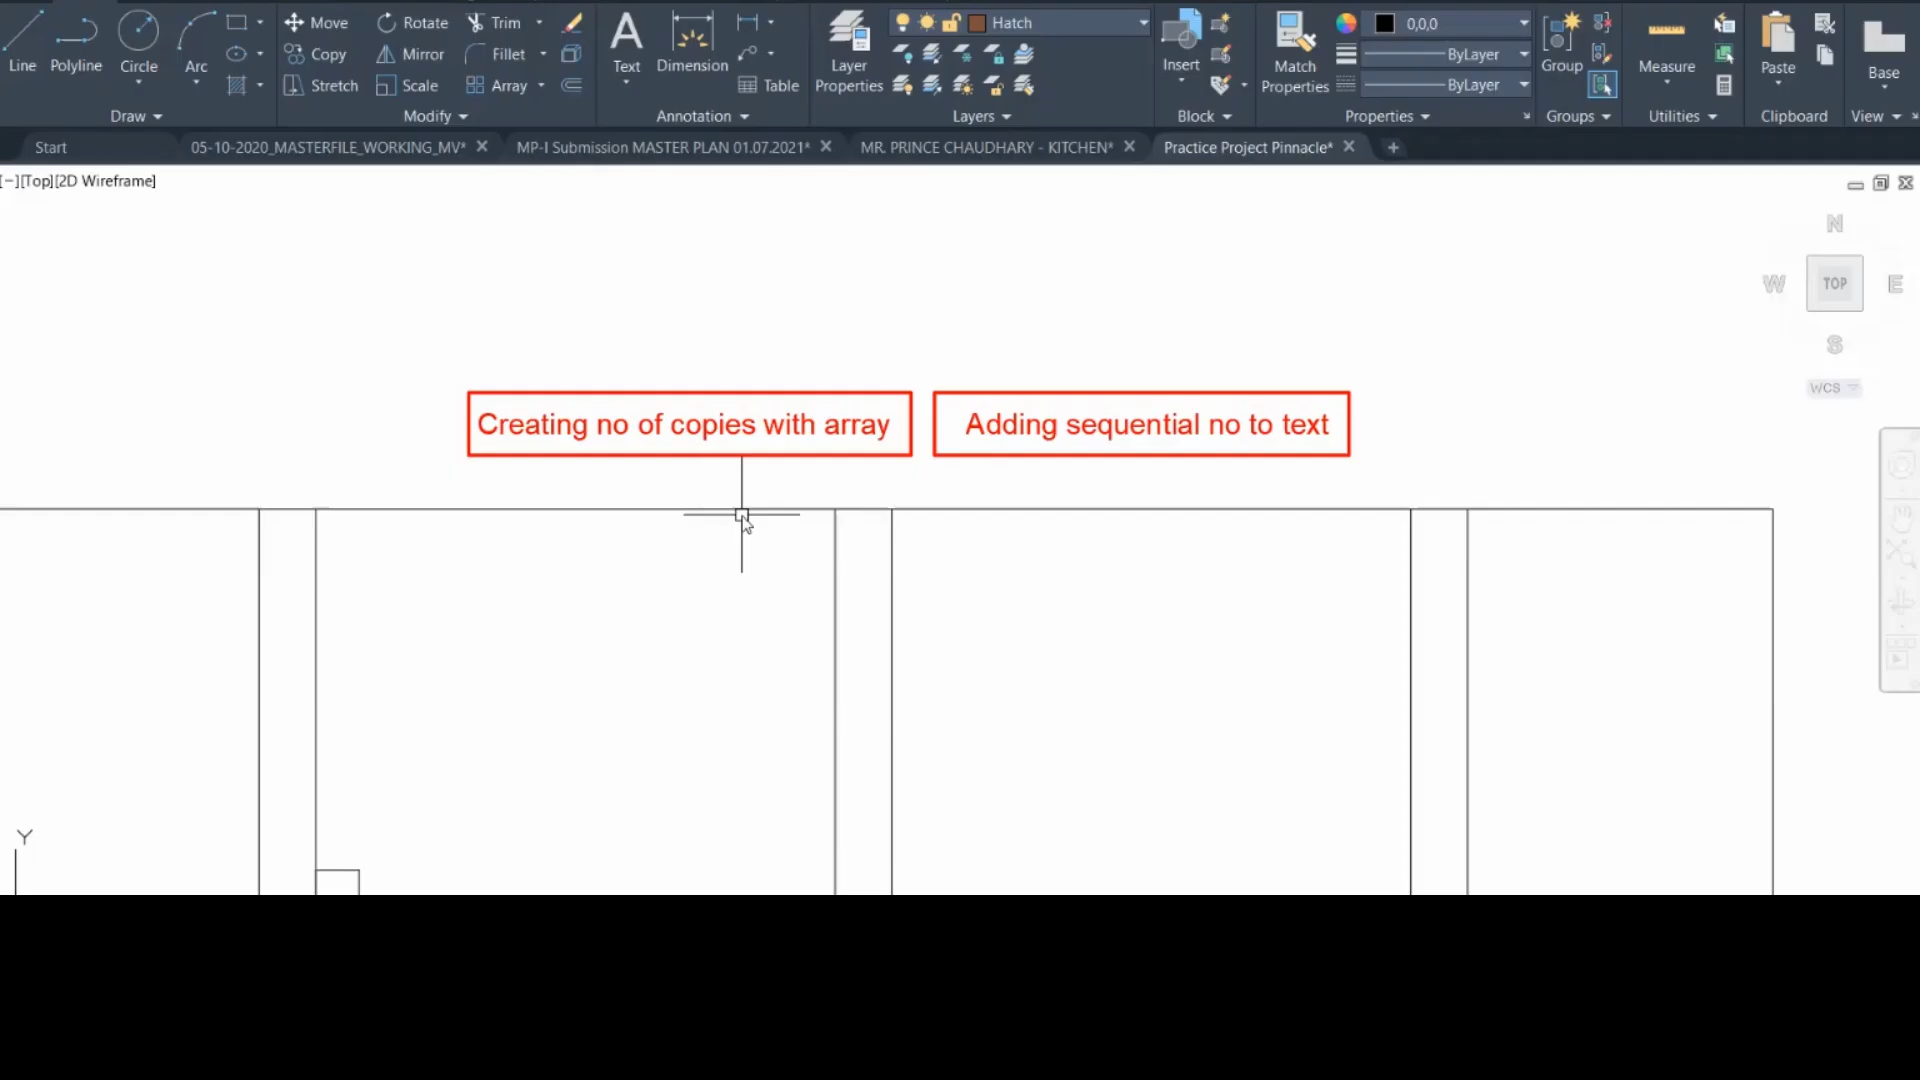 Move Rotate Trim Hatch 0,0,0
Copy Mirror Fillet ByLayer
Line Polyline Circle Arc Text Dimension Layer Insert Match Group Measure Paste Base
Stretch Scale Array Table Properties Properties ByLayer
Draw Modify Annotation Layers Block Properties Groups Utilities Clipboard View
Start 05-10-2020_MASTERFILE_WORKING_MV* MP-I Submission MASTER PLAN 01.07.2021* MR. PRINCE CHAUDHARY - KITCHEN* Practice Project Pinnacle*
[−][Top][2D Wireframe]
N
W TOP E
S
WCS
Creating no of copies with array
Adding sequential no to text
Y